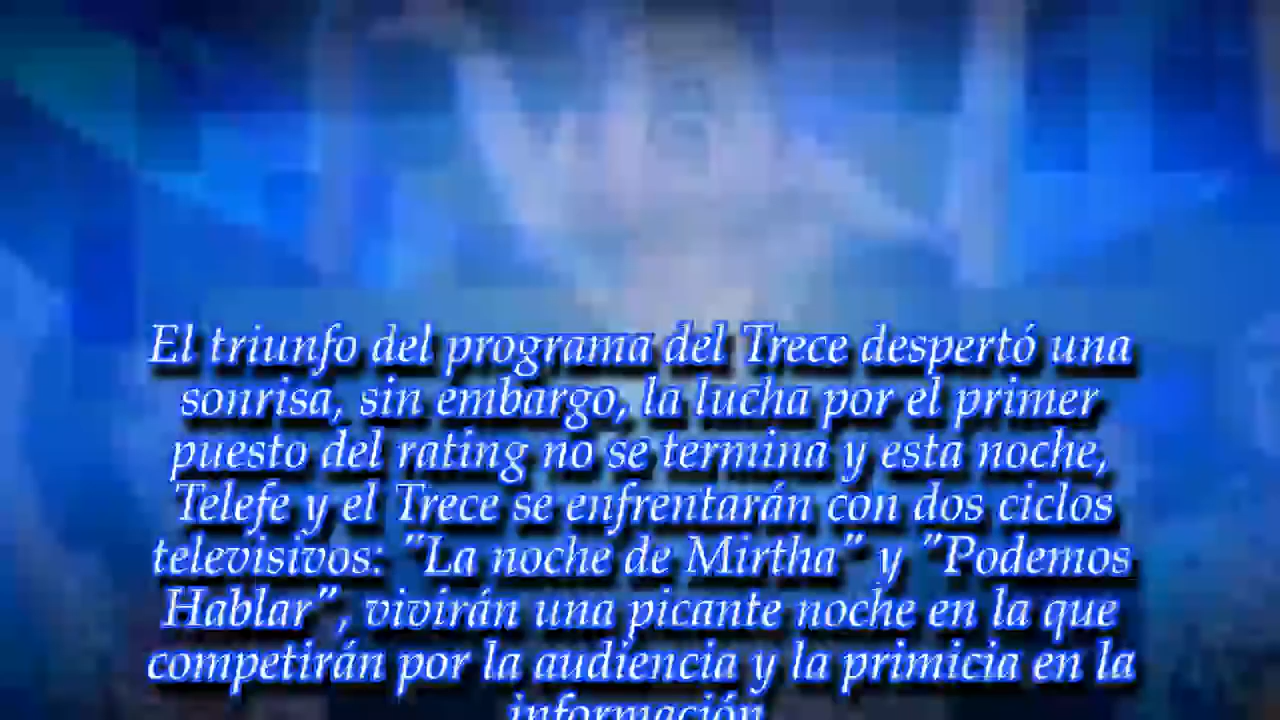 El triunfo del programa del Trece despertó una
sonrisa, sin embargo, la lucha por el primer
puesto del rating no se termina y esta noche,
Telefe y el Trece se enfrentarán con dos ciclos
televisivos: "La noche de Mirtha" y "Podemos
Hablar", vivirán una picante noche en la que
competirán por la audiencia y la primicia en la
información